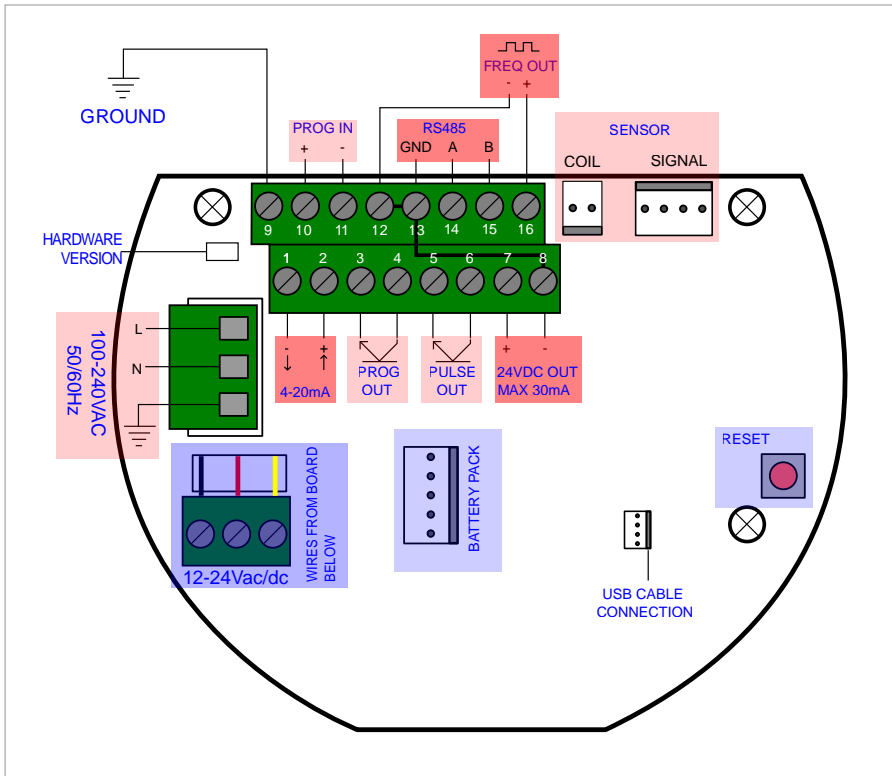 FREQ OUT
- +
GROUND
PROG IN
+ -
RS485
GND A B
SENSOR
COIL SIGNAL
9 10 11 12 13 14 15 16
HARDWARE
VERSION
1 2 3 4 5 6 7 8
L
N
100-240VAC
50/60Hz
- +
4-20mA
PROG
OUT
PULSE
OUT
+ -
24VDC OUT
MAX 30mA
RESET
WIRES FROM BOARD
BELOW
12-24Vac/dc
BATTERY PACK
USB CABLE
CONNECTION